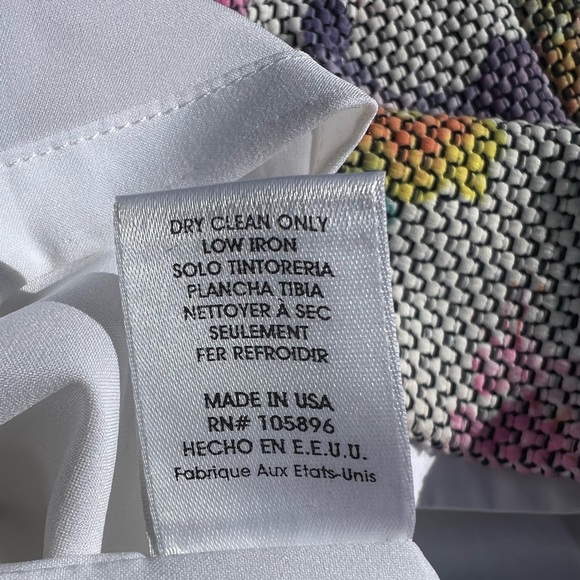 DRY CLEAN ONLY
LOW IRON
SOLO TINTORERIA
PLANCHA TIBIA
NETTOYER À SEC
SEULEMENT
FER REFROIDIR
MADE IN USA
RN# 105896
HECHO EN E.E.U.U.
Fabrique Aux Etats-Unis